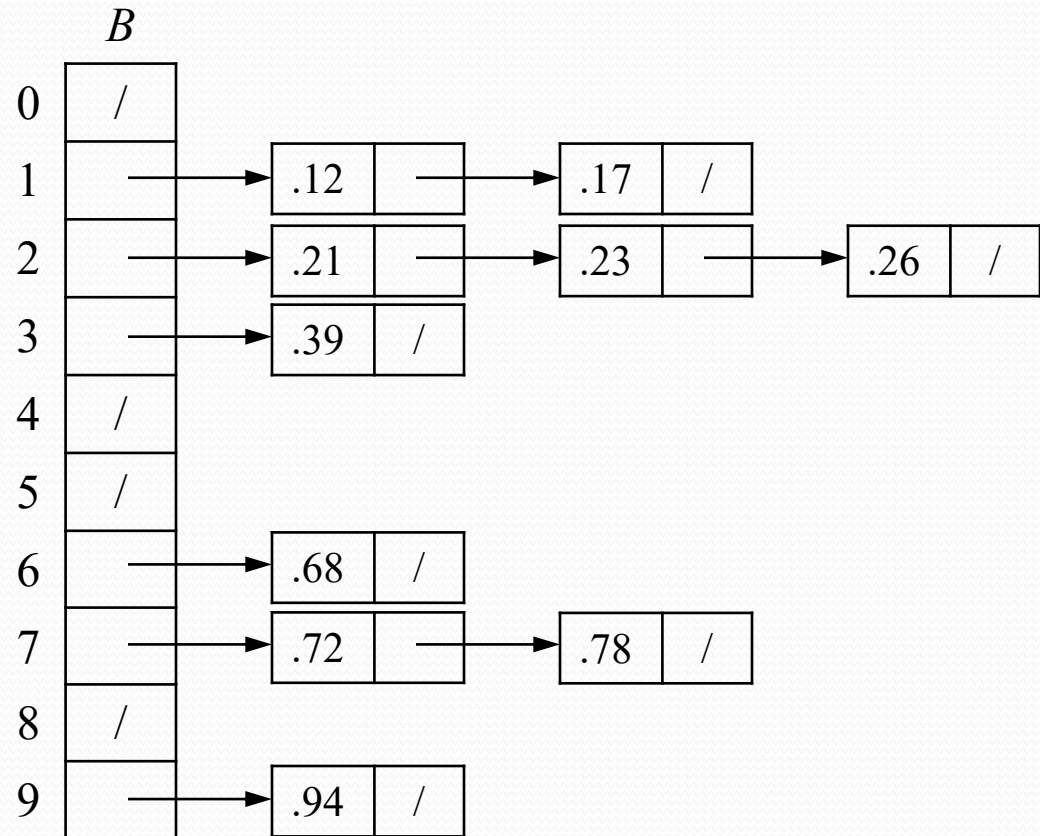 B
0 /
1 .12 .17 /
2 .21 .23 .26 /
3 .39 /
4 /
5 /
6 .68 /
7 .72 .78 /
8 /
9 .94 /